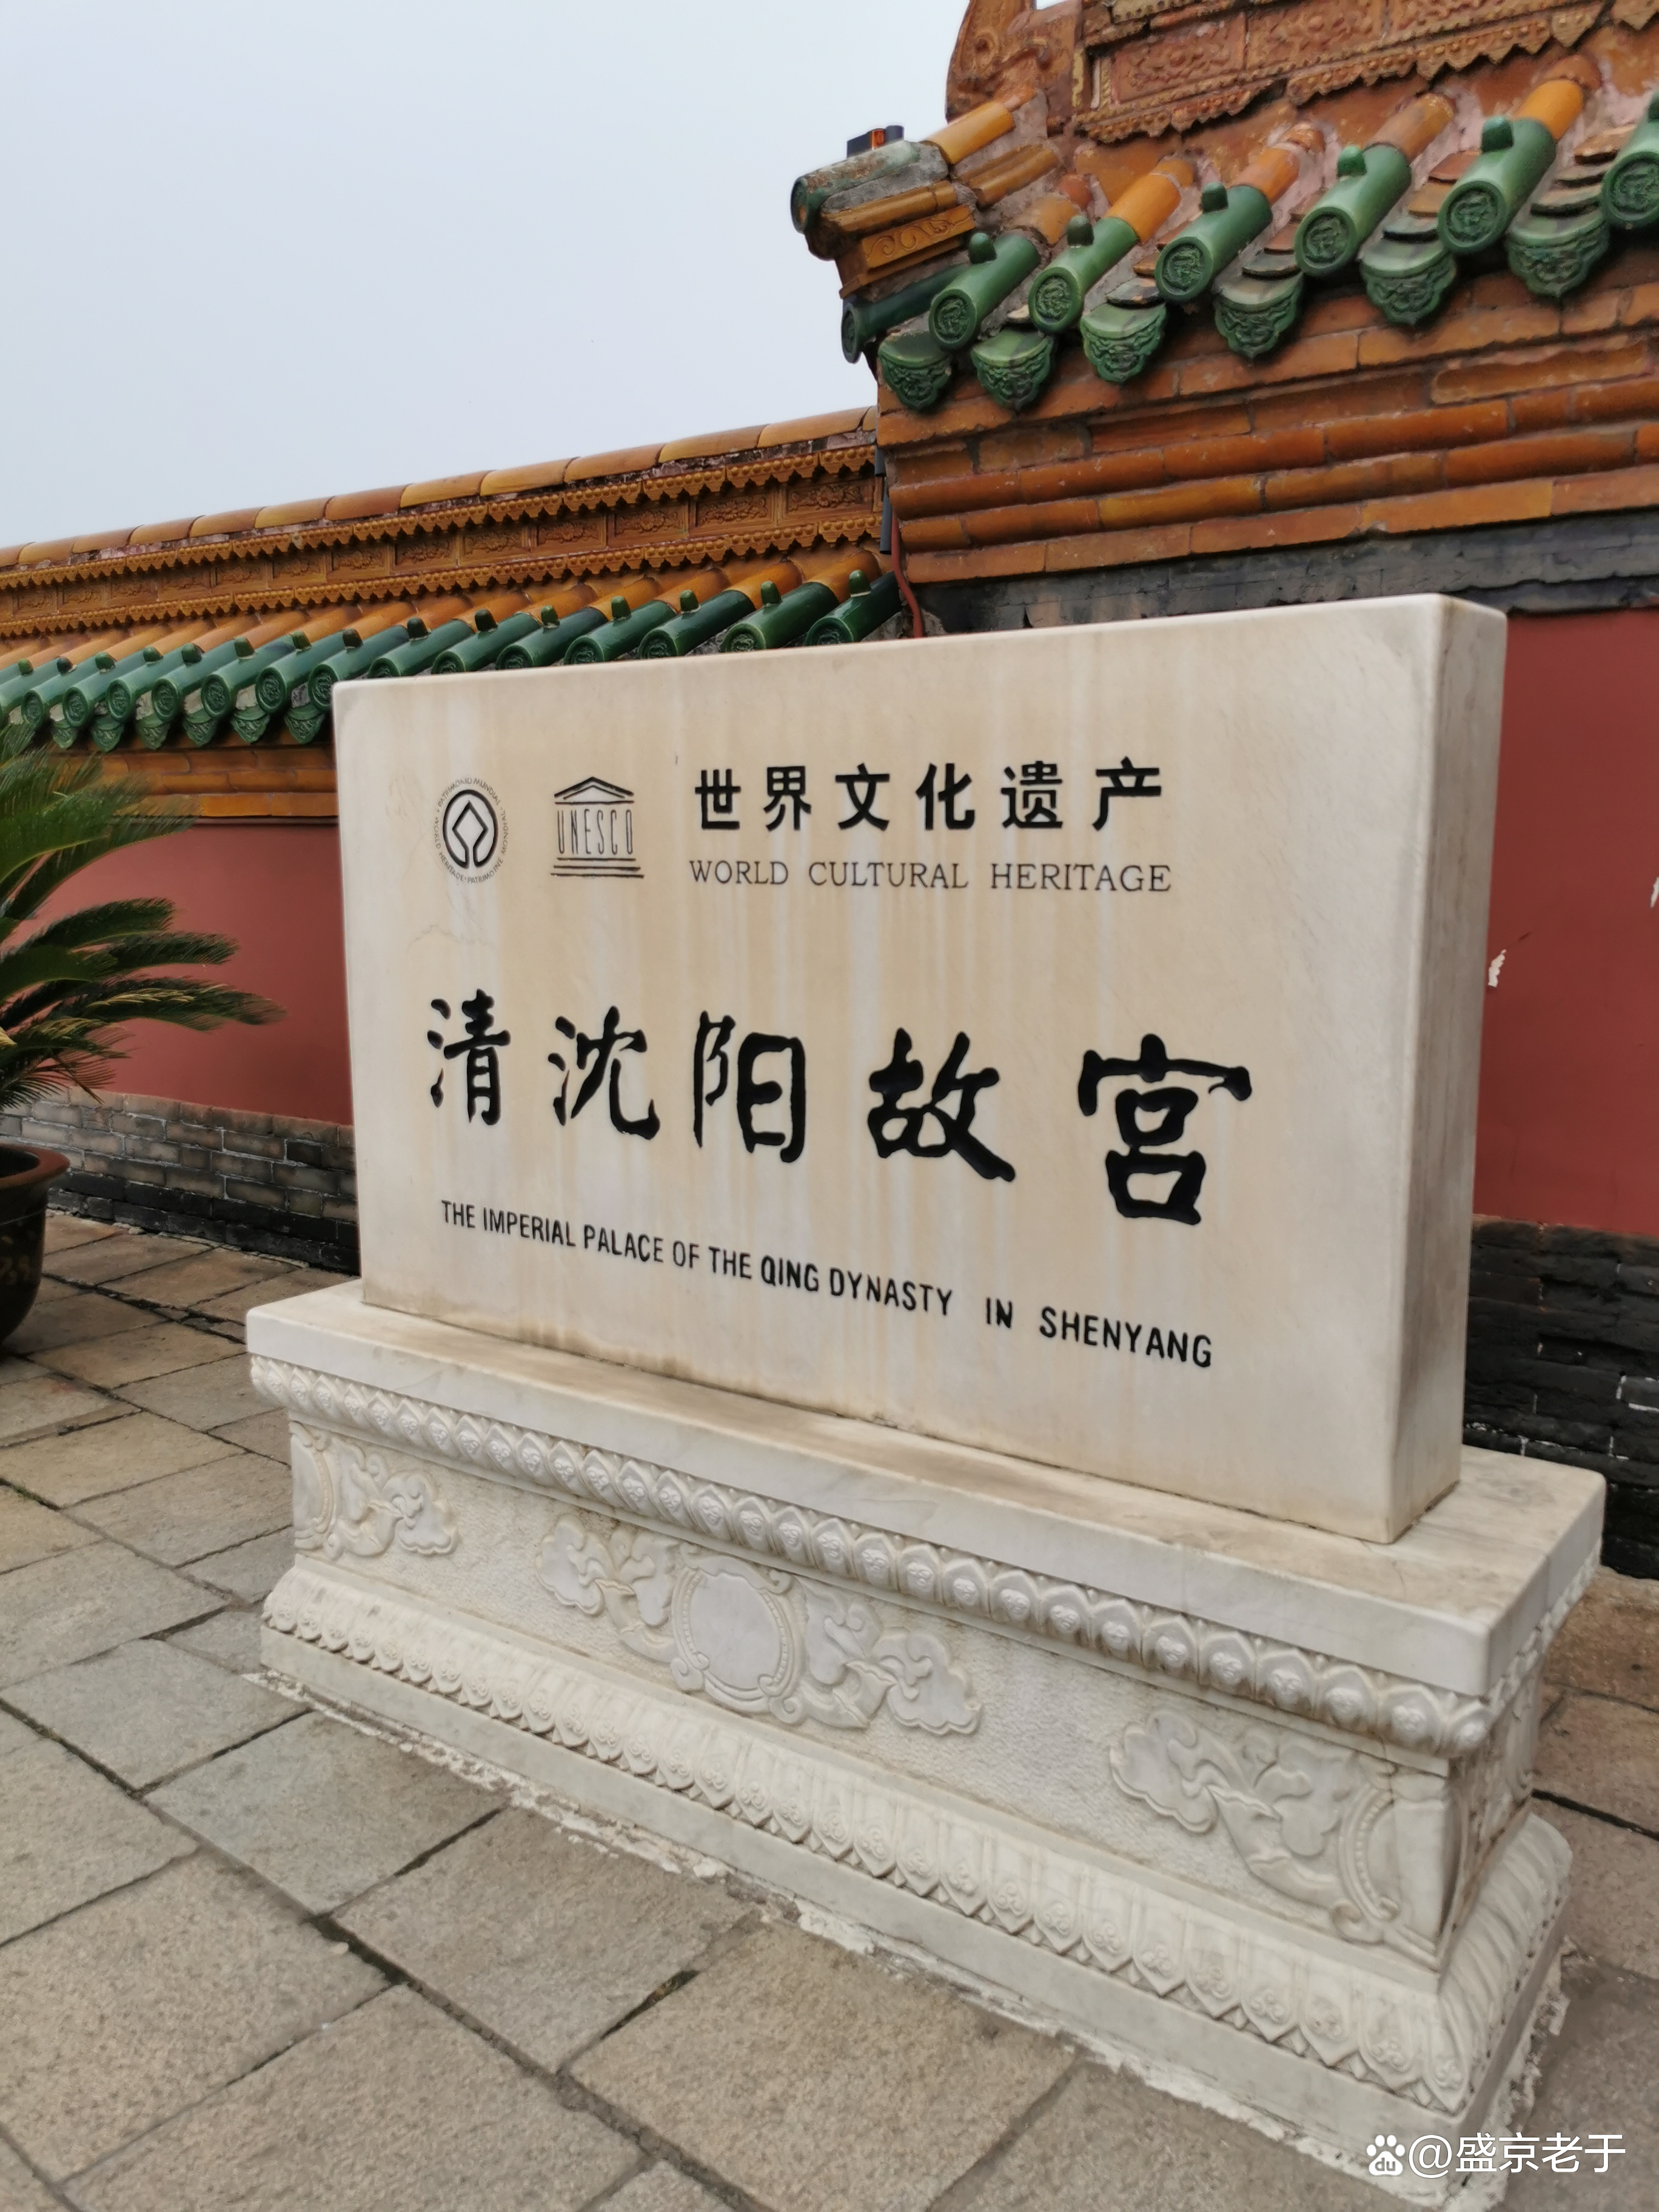 世界文化遗产
WORLD CULTURAL HERITAGE
UNESCO
清沈阳故宫
THE IMPERIAL PALACE OF THE QING DYNASTY IN SHENYANG
du @盛京老于